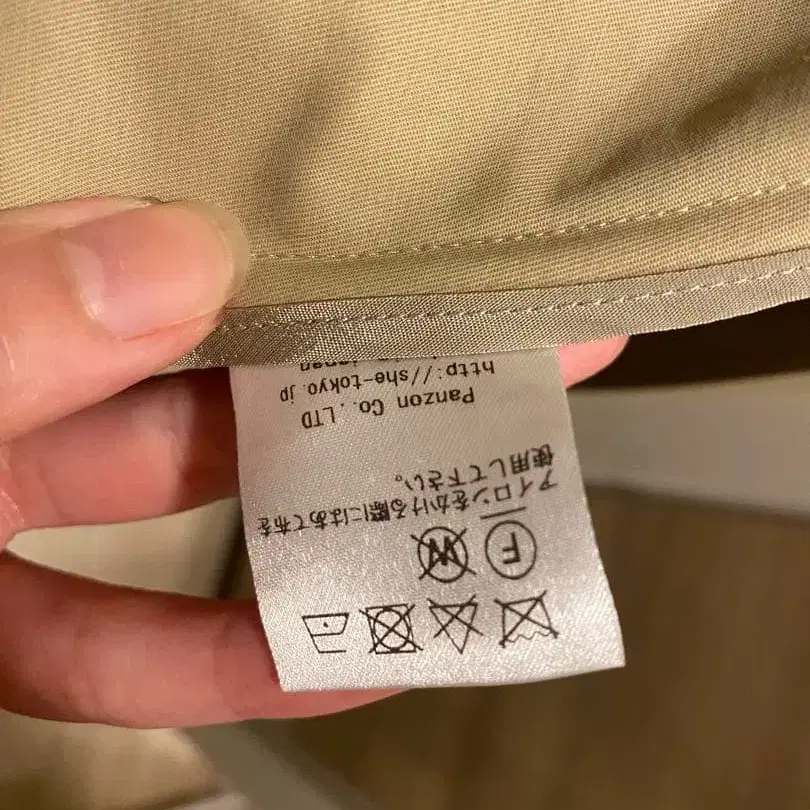 F W
アイロンをかける際にはあて布を
使用して下さい。
Panzon Co.,LTD
http://she-tokyo.jp